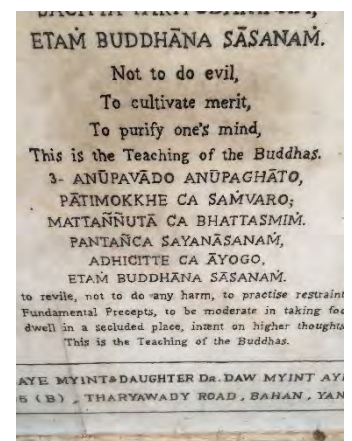 ETAṀ BUDDHĀNA SĀSANAṀ.
Not to do evil,
To cultivate merit,
To purify one's mind,
This is the Teaching of the Buddhas.
3- ANŪPAVĀDO ANŪPAGHĀTO,
PĀTIMOKKHE CA SAṀVARO;
MATTAÑÑUTĀ CA BHATTASMIṀ.
PANTAÑCA SAYANĀSANAṀ,
ADHICITTE CA ĀYOGO,
ETAṀ BUDDHĀNA SĀSANAṀ.
to revile, not to do any harm, to practise restraint
Fundamental Precepts, to be moderate in taking foo
dwell in a secluded place, intent on higher thoughts
This is the Teaching of the Buddhas.
AYE MYINT & DAUGHTER DR. DAW MYINT AY
(B), THARYAWADY ROAD, BAHAN, YAN